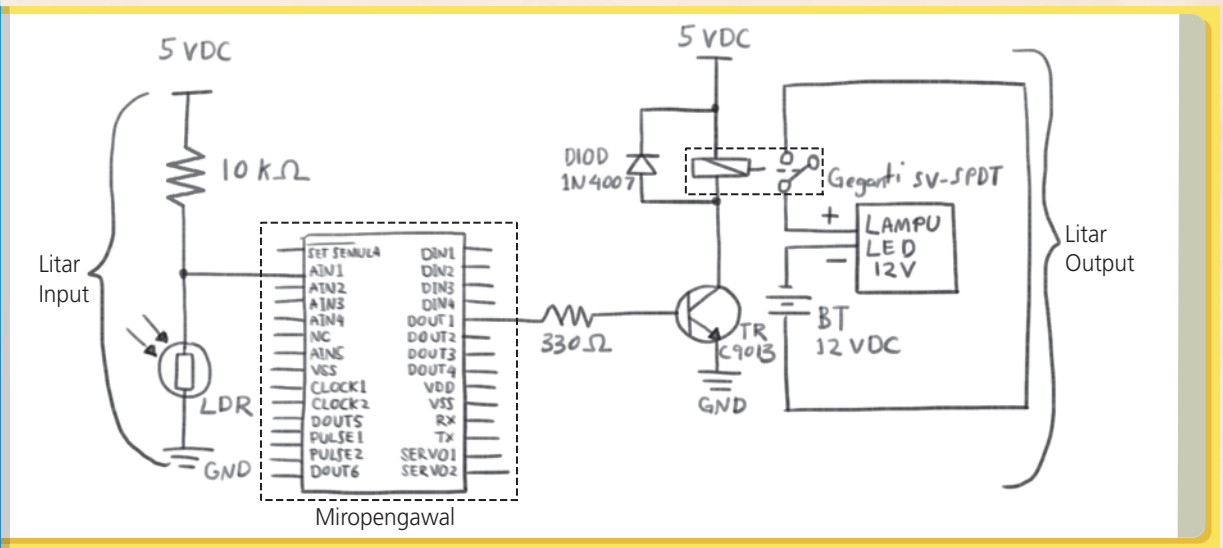 5 VDC
10 kΩ
Litar
Input
LDR
GND
SET SEMULA
AIN1
AIN2
AIN3
AIN4
NC
AIN5
VSS
CLOCK1
CLOCK2
DOUT5
PULSE1
PULSE2
DOUT6
DIN1
DIN2
DIN3
DIN4
DOUT1
DOUT2
DOUT3
DOUT4
VDD
VSS
RX
TX
SERVO1
SERVO2
Miropengawal
330Ω
5 VDC
DIOD
1N4007
Geganti 5V-SPDT
+
LAMPU
LED
12V
−
BT
12 VDC
TR
C9013
GND
Litar
Output